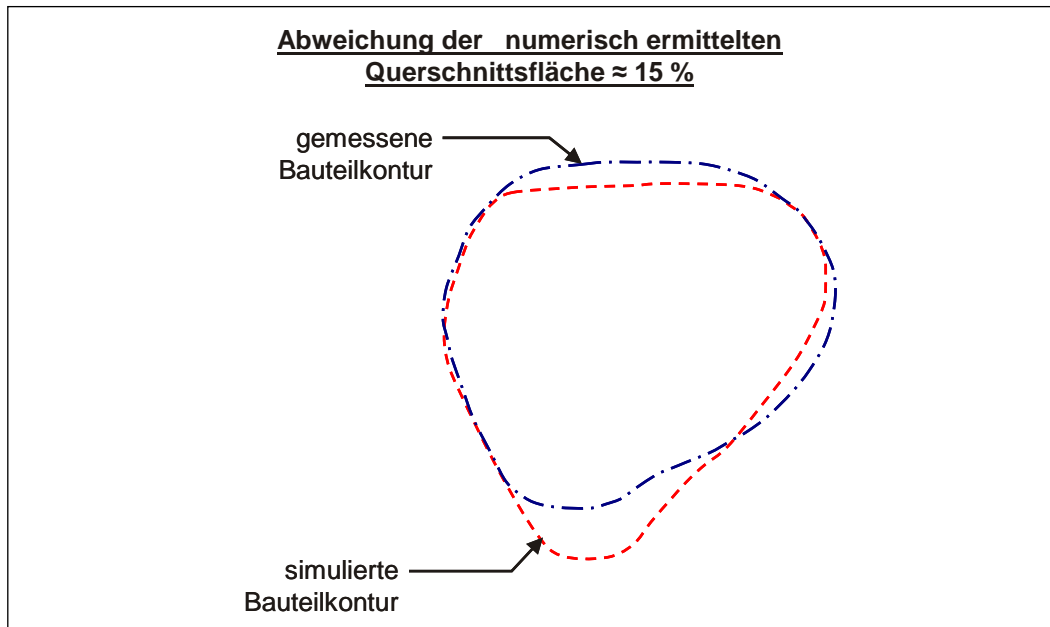 Abweichung der numerisch ermittelten
Querschnittsfläche ≈ 15 %
gemessene
Bauteilkontur
simulierte
Bauteilkontur